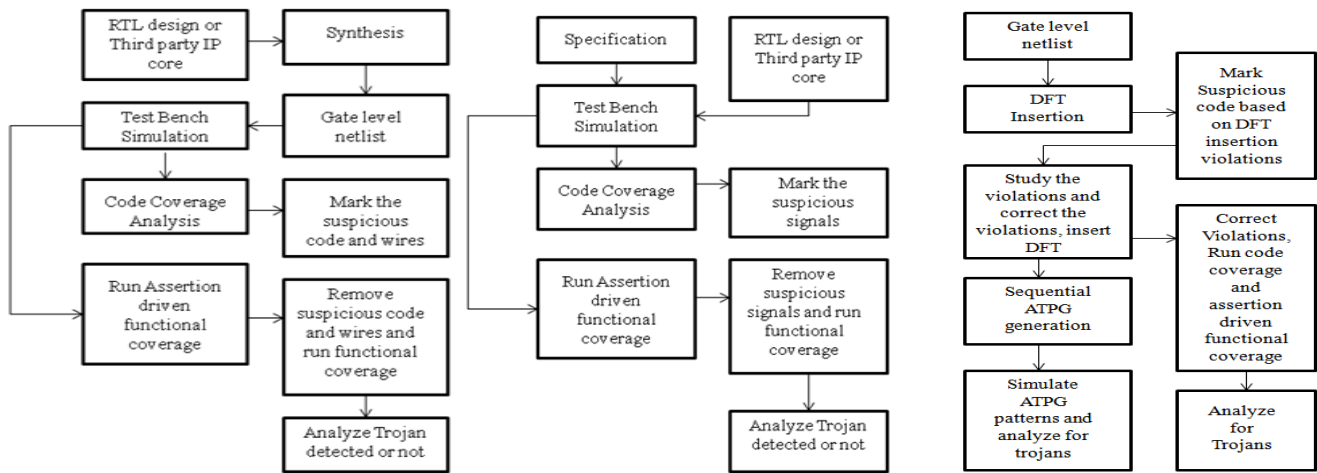 RTL design or
Third party IP
core
Synthesis
Test Bench
Simulation
Gate level
netlist
Code Coverage
Analysis
Mark the
suspicious
code and wires
Run Assertion
driven
functional
coverage
Remove
suspicious code
and wires and
run functional
coverage
Analyze Trojan
detected or not
Specification
RTL design or
Third party IP
core
Test Bench
Simulation
Code Coverage
Analysis
Mark the
suspicious
signals
Run Assertion
driven
functional
coverage
Remove
suspicious
signals and run
functional
coverage
Analyze Trojan
detected or not
Gate level
netlist
DFT
Insertion
Mark
Suspicious
code based
on DFT
insertion
violations
Study the
violations and
correct the
violations, insert
DFT
Correct
Violations,
Run code
coverage
and
assertion
driven
functional
coverage
Sequential
ATPG
generation
Simulate
ATPG
patterns and
analyze for
trojans
Analyze
for
Trojans